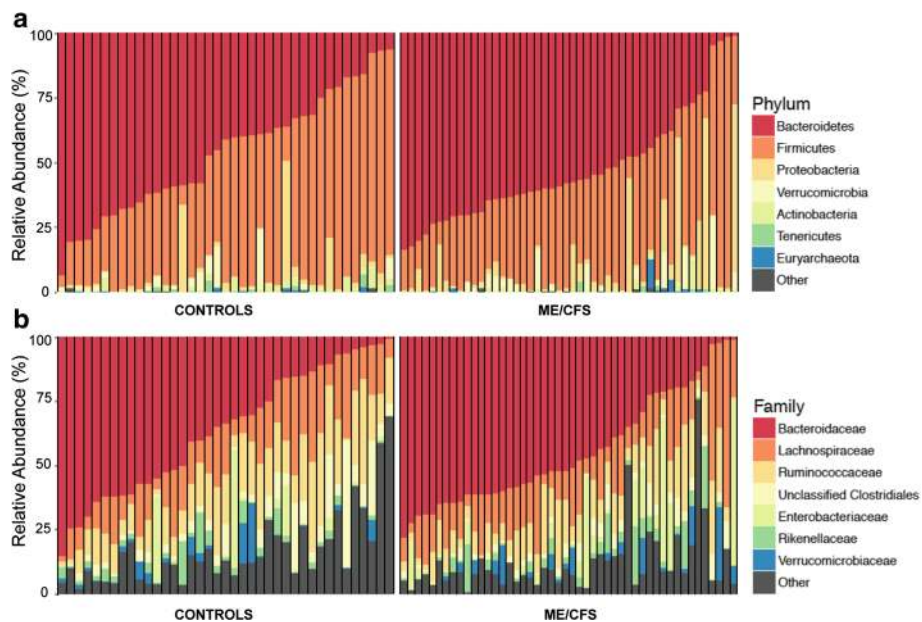 a
Relative Abundance (%)
100
75
50
25
0
CONTROLS
ME/CFS
Phylum
Bacteroidetes
Firmicutes
Proteobacteria
Verrucomicrobia
Actinobacteria
Tenericutes
Euryarchaeota
Other
b
Relative Abundance (%)
100
75
50
25
0
CONTROLS
ME/CFS
Family
Bacteroidaceae
Lachnospiraceae
Ruminococcaceae
Unclassified Clostridiales
Enterobacteriaceae
Rikenellaceae
Verrucomicrobiaceae
Other